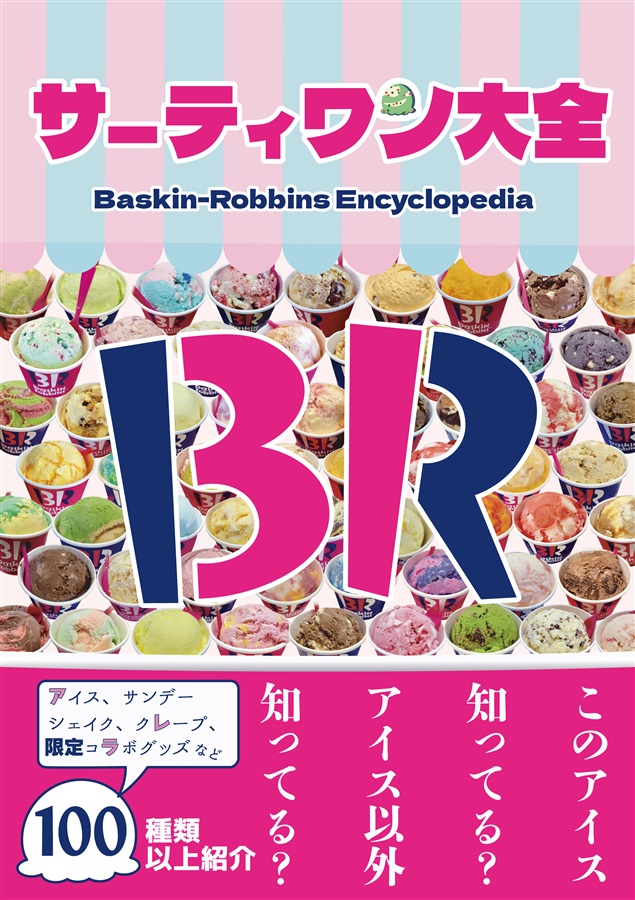 サーティワン大全
Baskin-Robbins Encyclopedia
BR
このアイス
知ってる？
アイス以外
知ってる？
アイス、サンデー
シェイク、クレープ、
限定コラボグッズなど
100
種類
以上紹介